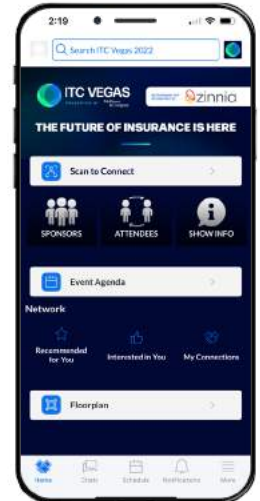 2:19
Search ITC Vegas 2022
ITC VEGAS
zinnia
THE FUTURE OF INSURANCE IS HERE
Scan to Connect
SPONSORS
ATTENDEES
SHOW INFO
Event Agenda
Network
Recommended
for You
Interested in You
My Connections
Floorplan
Home
Chats
Schedule
Notifications
More